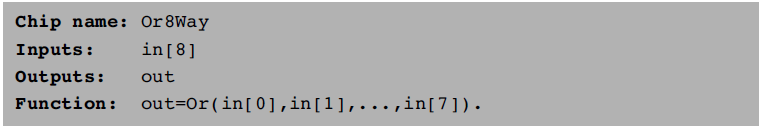 Chip name: Or8Way
Inputs: in[8]
Outputs: out
Function: out=Or(in[0],in[1],...,in[7]).